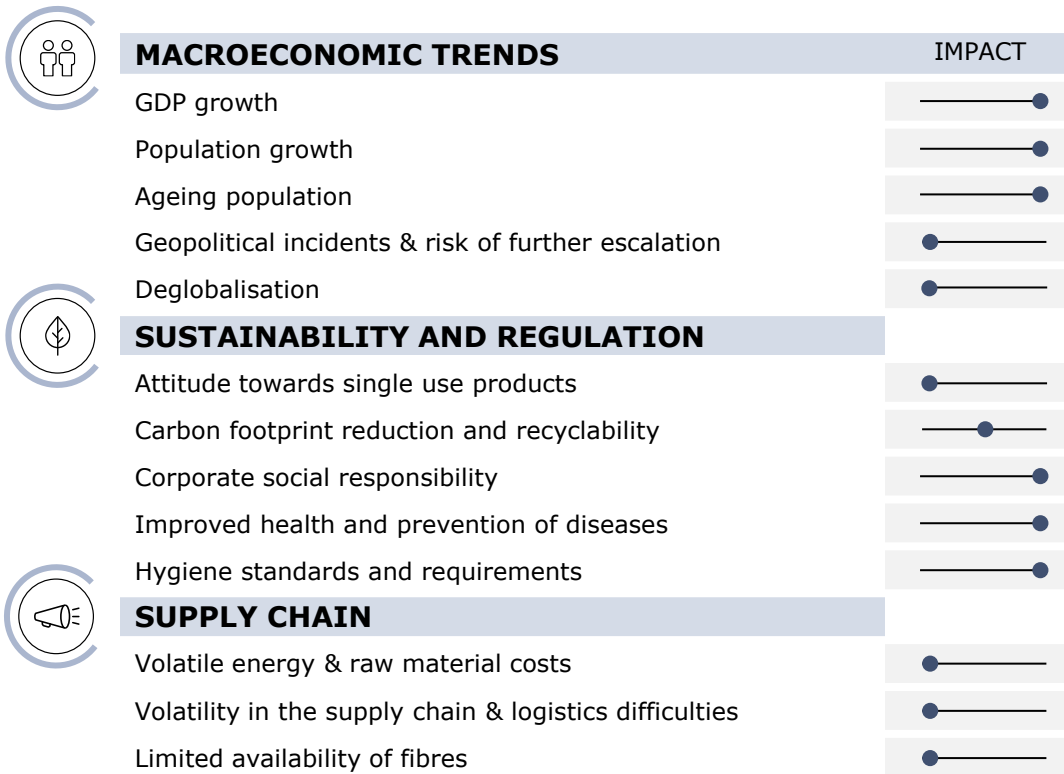 MACROECONOMIC TRENDS IMPACT
GDP growth
Population growth
Ageing population
Geopolitical incidents & risk of further escalation
Deglobalisation
SUSTAINABILITY AND REGULATION
Attitude towards single use products
Carbon footprint reduction and recyclability
Corporate social responsibility
Improved health and prevention of diseases
Hygiene standards and requirements
SUPPLY CHAIN
Volatile energy & raw material costs
Volatility in the supply chain & logistics difficulties
Limited availability of fibres